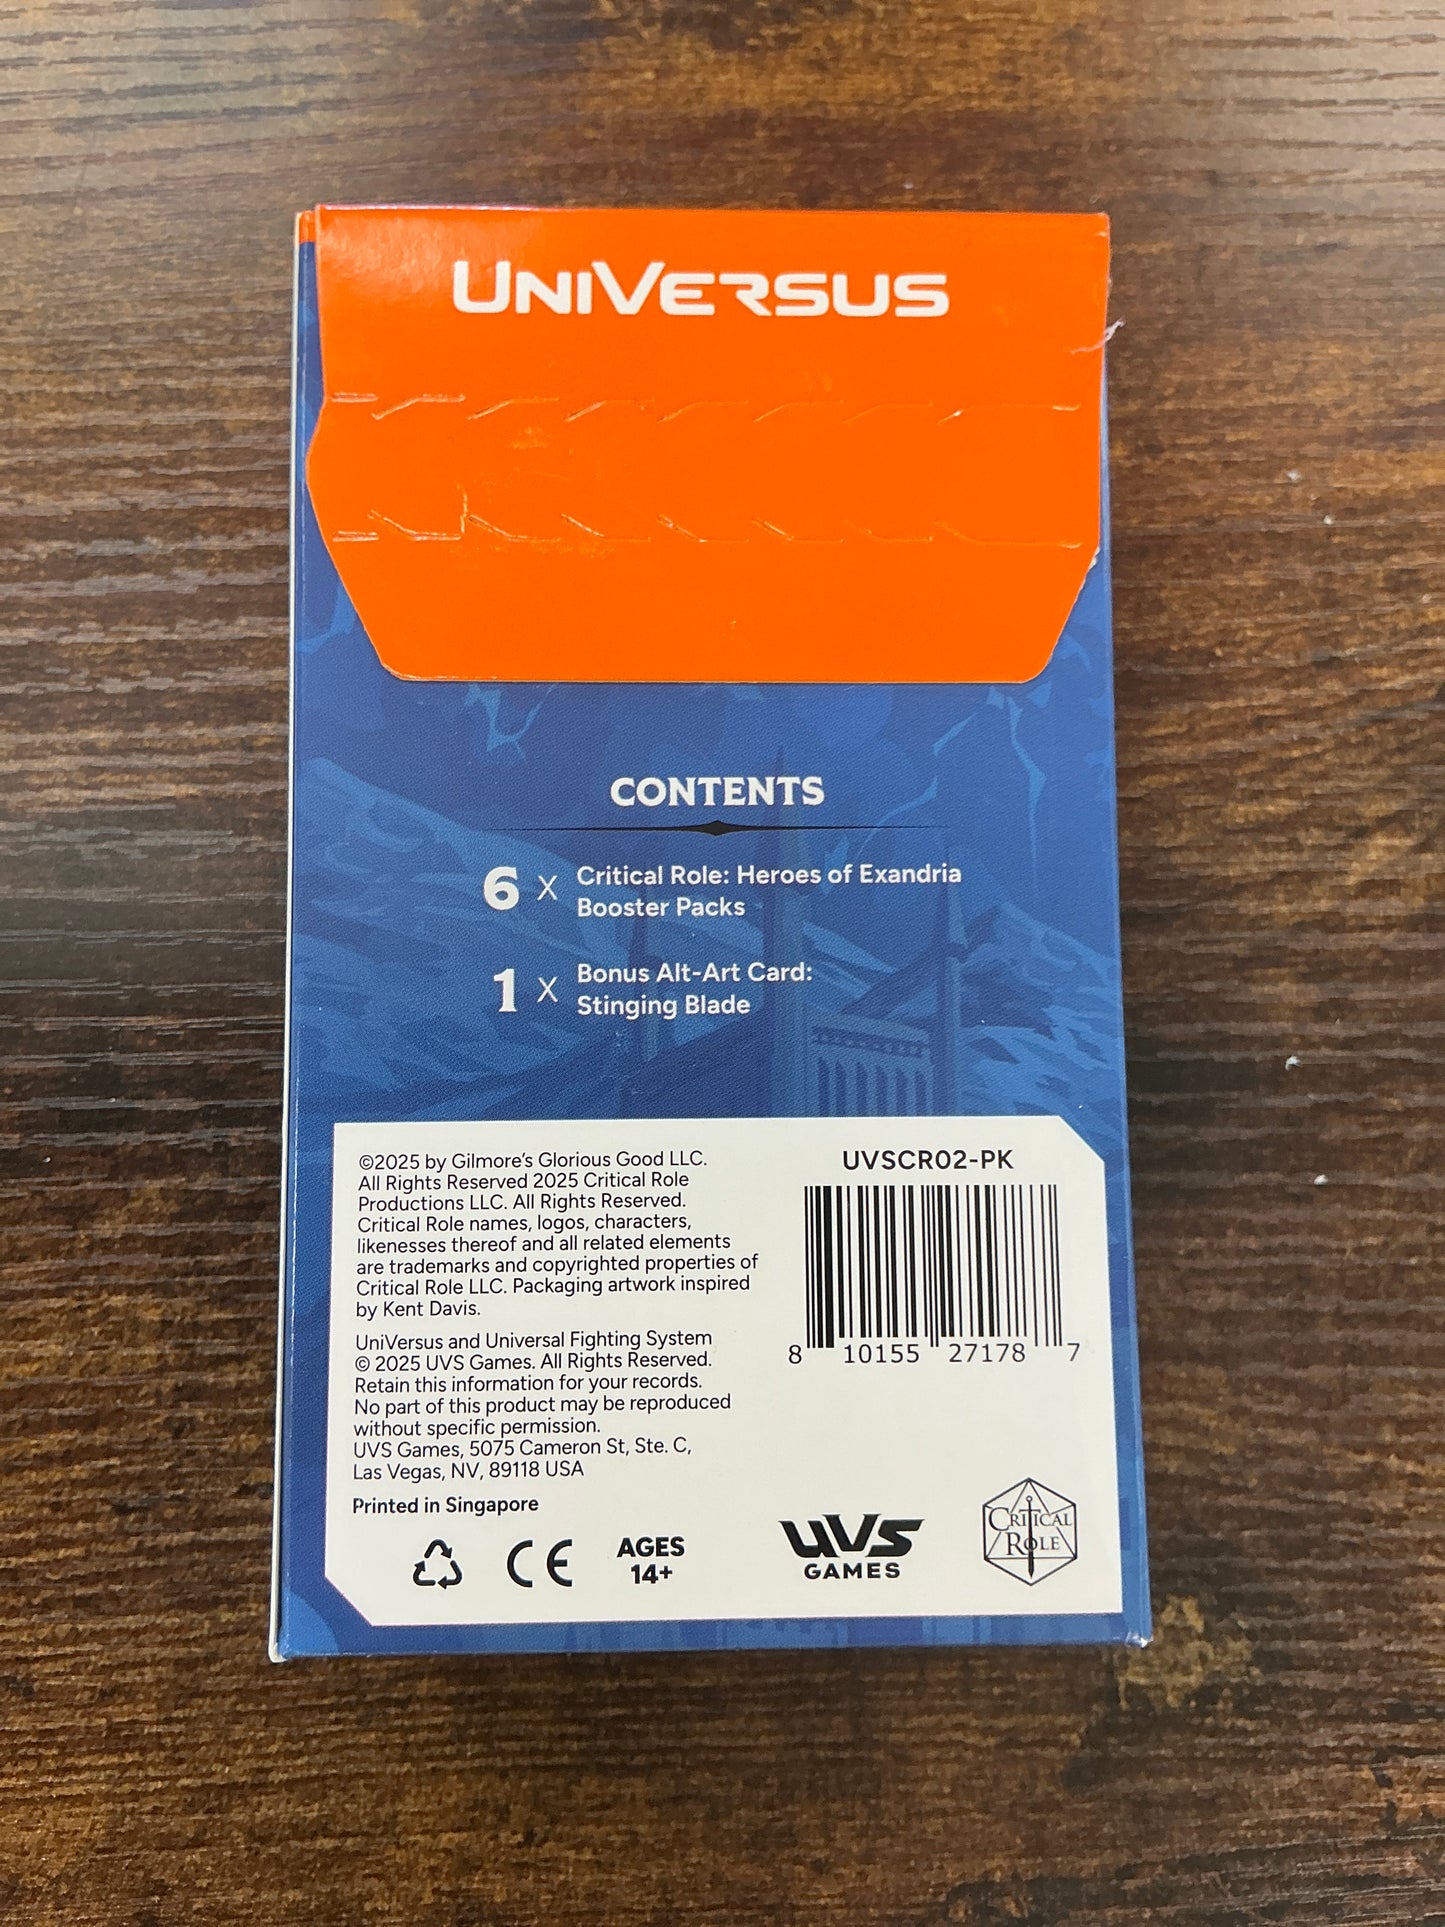 UNIVERSUS
CONTENTS
6 X Critical Role: Heroes of Exandria
Booster Packs
1 X Bonus Alt-Art Card:
Stinging Blade
©2025 by Gilmore's Glorious Good LLC.
All Rights Reserved 2025 Critical Role
Productions LLC. All Rights Reserved.
Critical Role names, logos, characters,
likenesses thereof and all related elements
are trademarks and copyrighted properties of
Critical Role LLC. Packaging artwork inspired
by Kent Davis.
UniVersus and Universal Fighting System
© 2025 UVS Games. All Rights Reserved.
Retain this information for your records.
No part of this product may be reproduced
without specific permission.
UVS Games, 5075 Cameron St, Ste. C,
Las Vegas, NV, 89118 USA
Printed in Singapore
CE
AGES
14+
UVSCR02-PK
8 10155 27178 7
UVS
GAMES
CRITICAL
ROLE